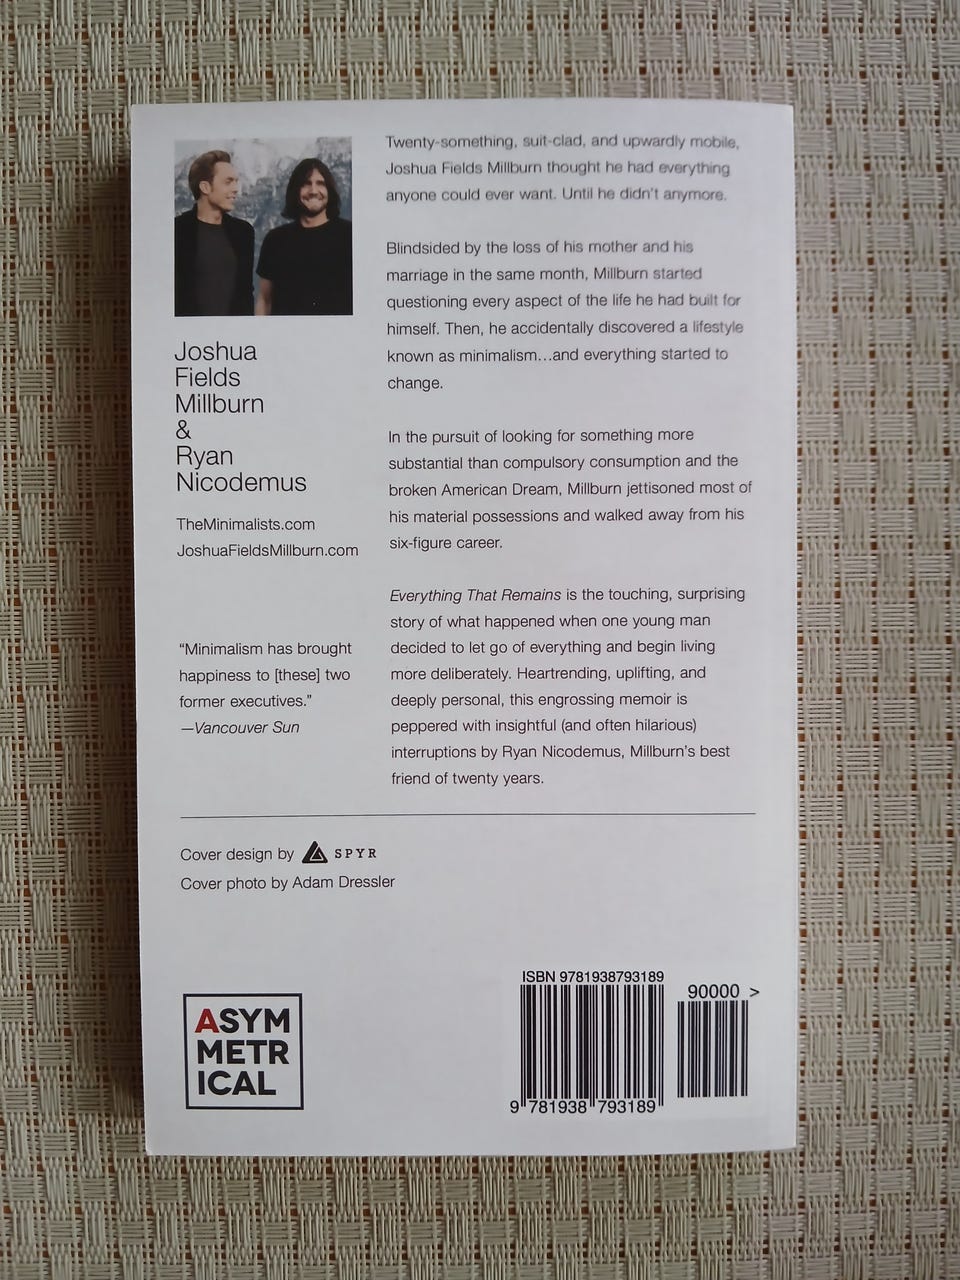 Joshua
Fields
Millburn
&
Ryan
Nicodemus
TheMinimalists.com
JoshuaFieldsMillburn.com
“Minimalism has brought
happiness to [these] two
former executives.”
—Vancouver Sun
Twenty-something, suit-clad, and upwardly mobile,
Joshua Fields Millburn thought he had everything
anyone could ever want. Until he didn't anymore.
Blindsided by the loss of his mother and his
marriage in the same month, Millburn started
questioning every aspect of the life he had built for
himself. Then, he accidentally discovered a lifestyle
known as minimalism...and everything started to
change.
In the pursuit of looking for something more
substantial than compulsory consumption and the
broken American Dream, Millburn jettisoned most of
his material possessions and walked away from his
six-figure career.
Everything That Remains is the touching, surprising
story of what happened when one young man
decided to let go of everything and begin living
more deliberately. Heartrending, uplifting, and
deeply personal, this engrossing memoir is
peppered with insightful (and often hilarious)
interruptions by Ryan Nicodemus, Millburn's best
friend of twenty years.
Cover design by SPYR
Cover photo by Adam Dressler
ASYM
METR
ICAL
ISBN 9781938793189
90000 >
9 781938 793189